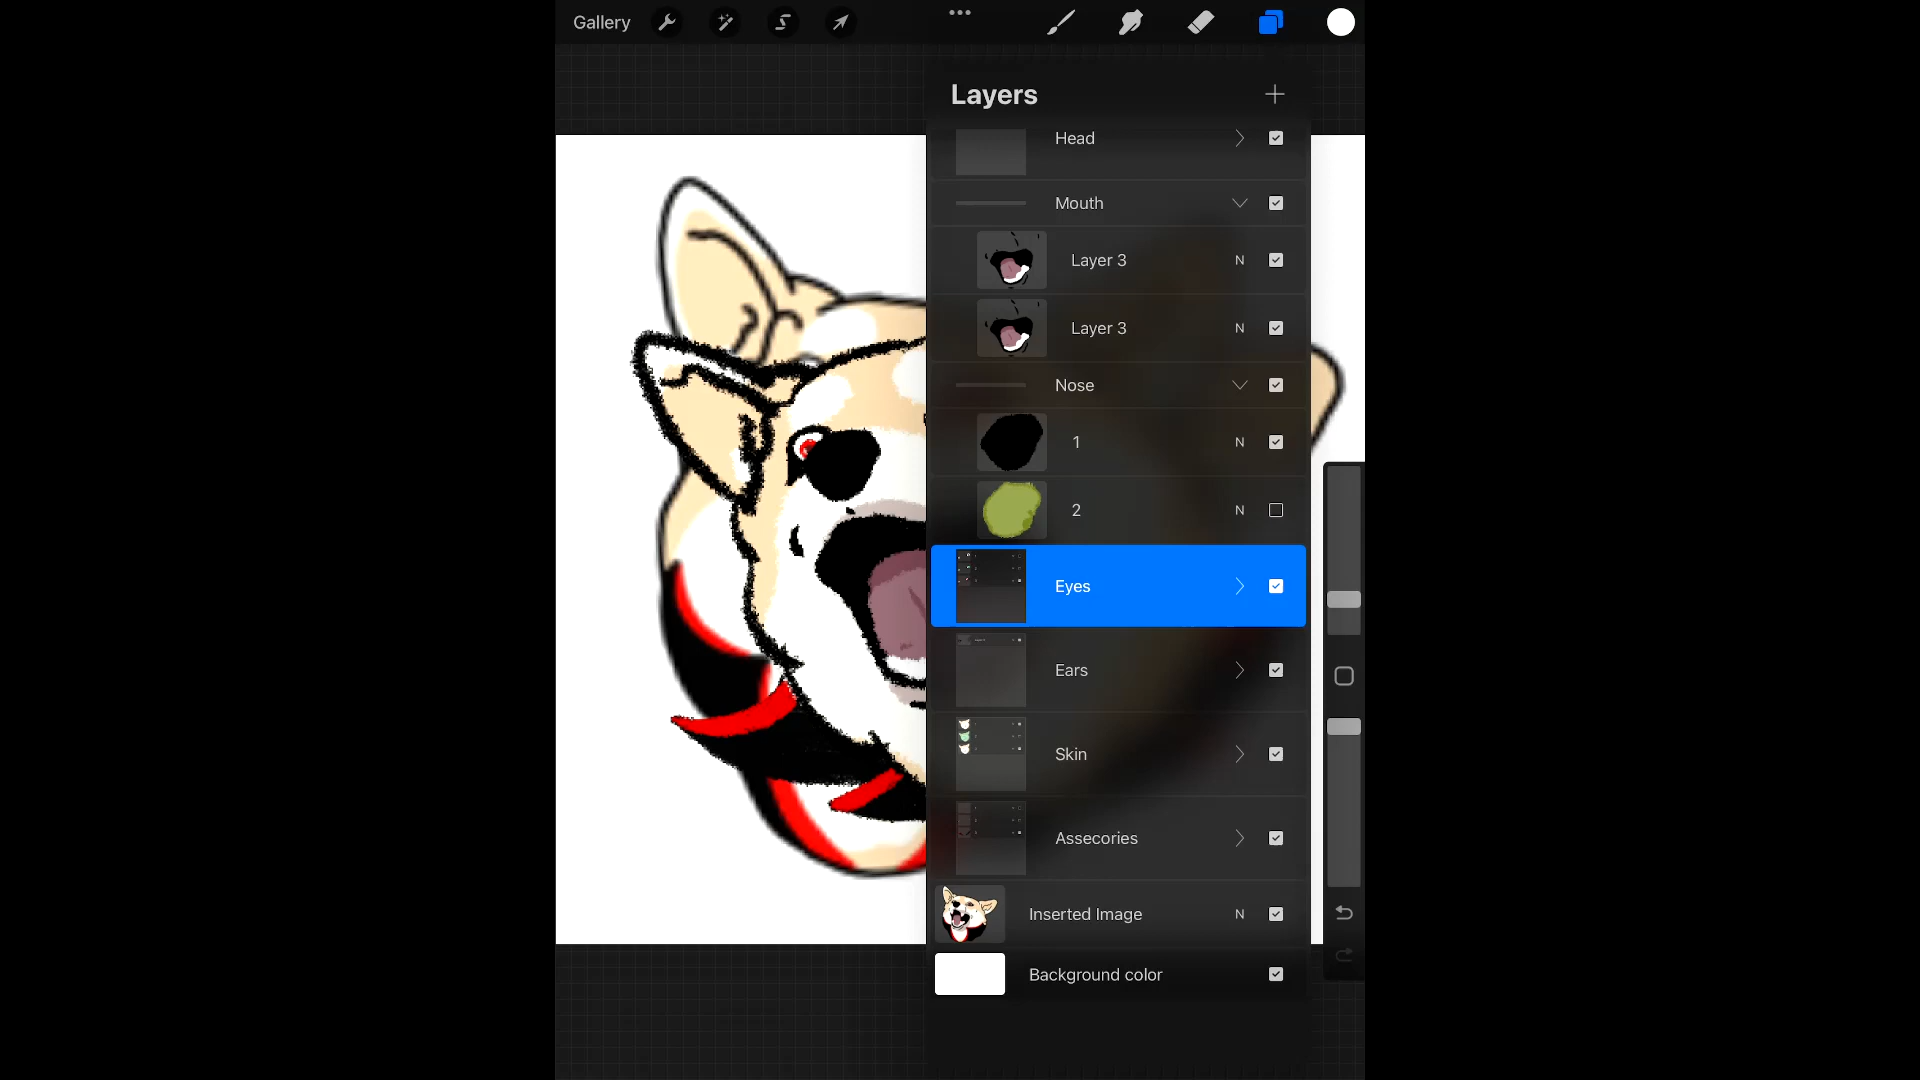 Gallery
Layers
Head
Mouth
Layer 3 N
Layer 3 N
Nose
1 N
2 N
Eyes
Ears
Skin
Assecories
Inserted Image N
Background color